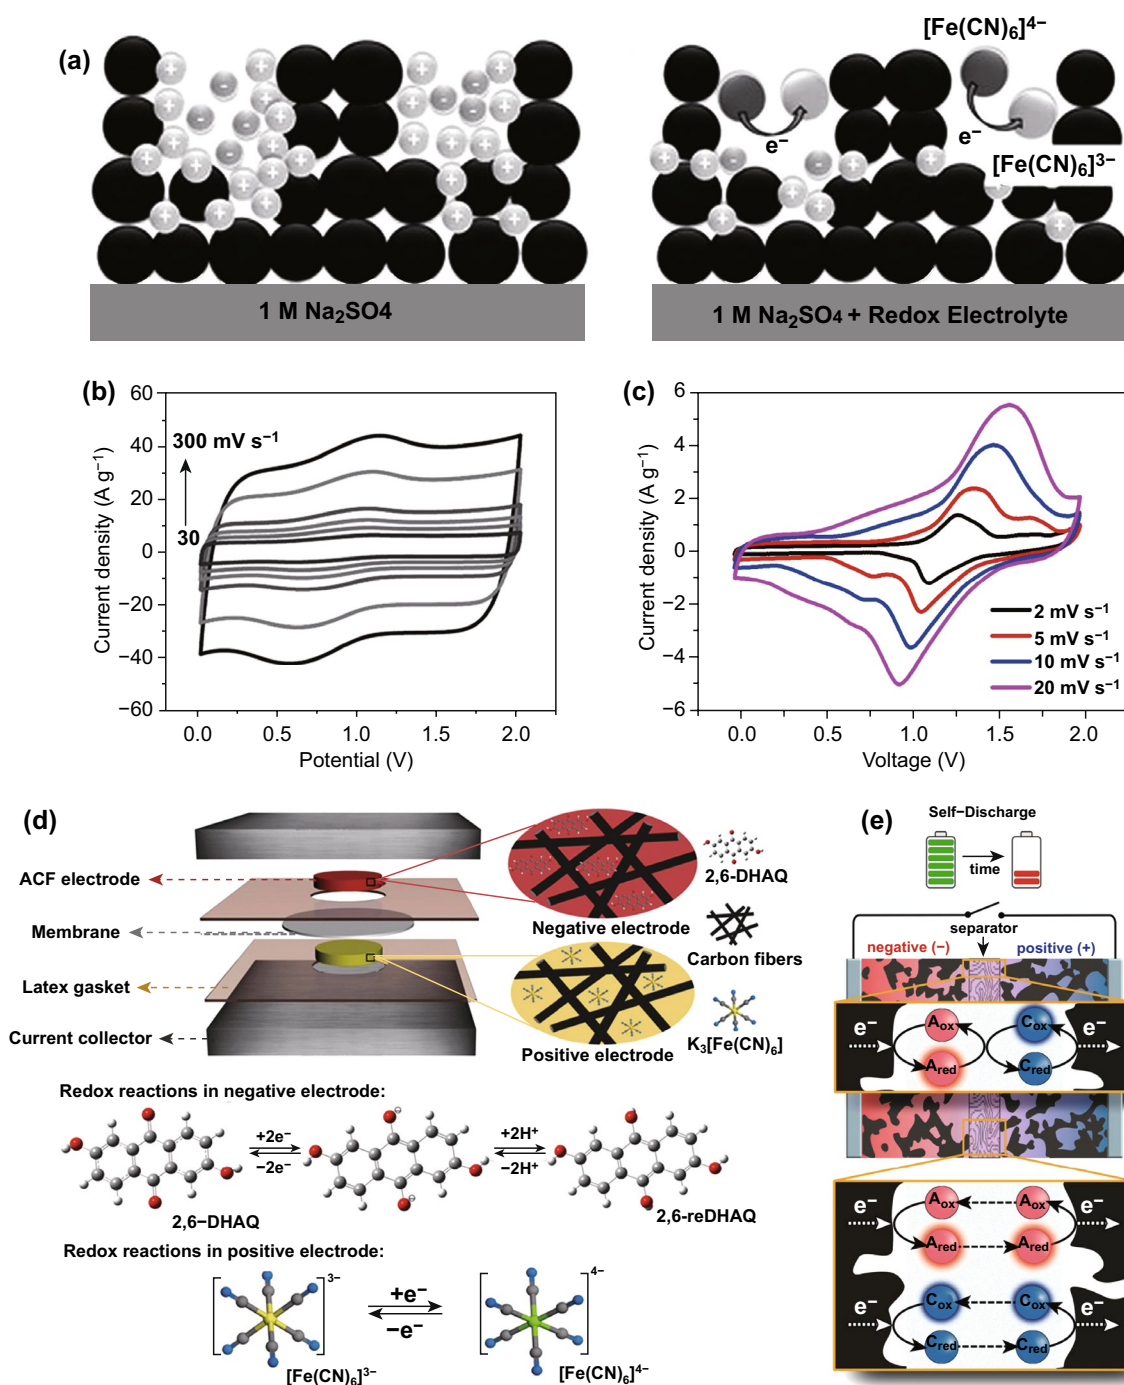 (a)
[Fe(CN)₆]⁴⁻
e⁻
e⁻
[Fe(CN)₆]³⁻
1 M Na₂SO4
1 M Na₂SO₄ + Redox Electrolyte
(b)
60
40
20
0
−20
−40
−60
Current density (A g⁻¹)
300 mV s⁻¹
30
0.0 0.5 1.0 1.5 2.0
Potential (V)
(c)
6
4
2
0
−2
−4
−6
Current density (A g⁻¹)
2 mV s⁻¹
5 mV s⁻¹
10 mV s⁻¹
20 mV s⁻¹
0.0 0.5 1.0 1.5 2.0
Voltage (V)
(d)
ACF electrode
Membrane
Latex gasket
Current collector
Negative electrode
Positive electrode
2,6-DHAQ
Carbon fibers
K₃[Fe(CN)₆]
Redox reactions in negative electrode:
+2e⁻
−2e⁻
+2H⁺
−2H⁺
2,6−DHAQ
2,6-reDHAQ
Redox reactions in positive electrode:
3−
+e⁻
−e⁻
4−
[Fe(CN)₆]³⁻
[Fe(CN)₆]⁴⁻
(e)
Self−Discharge
time
separator
negative (−)
positive (+)
e⁻ Aox Cox e⁻
Ared Cred
e⁻ Aox Aox e⁻
Ared Ared
e⁻ Cox Cox e⁻
Cred Cred